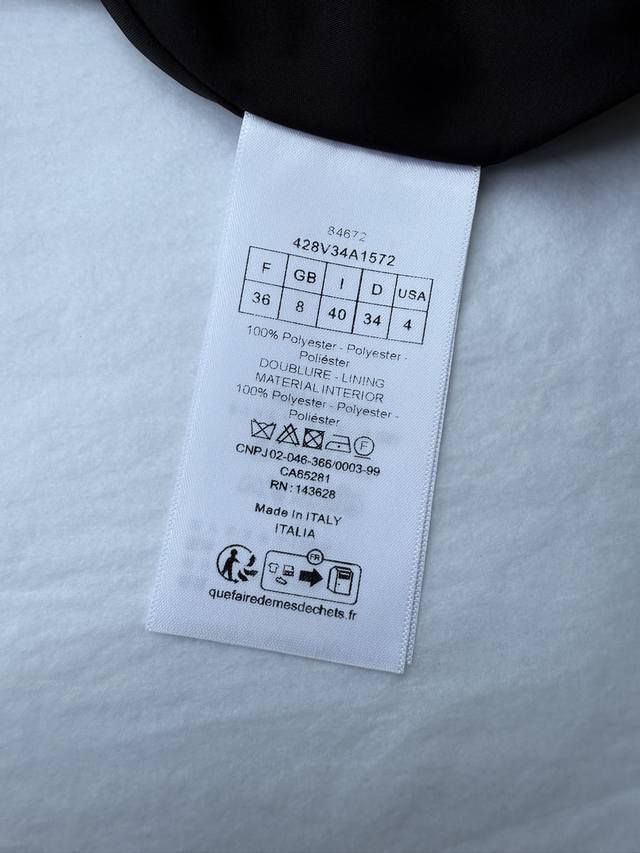 84672
428V34A1572
F GB I D USA
36 8 40 34 4
100% Polyester - Polyester -
Poliéster
DOUBLURE - LINING
MATERIAL INTERIOR
100% Polyester - Polyester -
Poliéster
F
CNPJ 02-046-366/0003-99
CA65281
RN : 143628
Made In ITALY
ITALIA
FR
quefairedemesdechets.fr